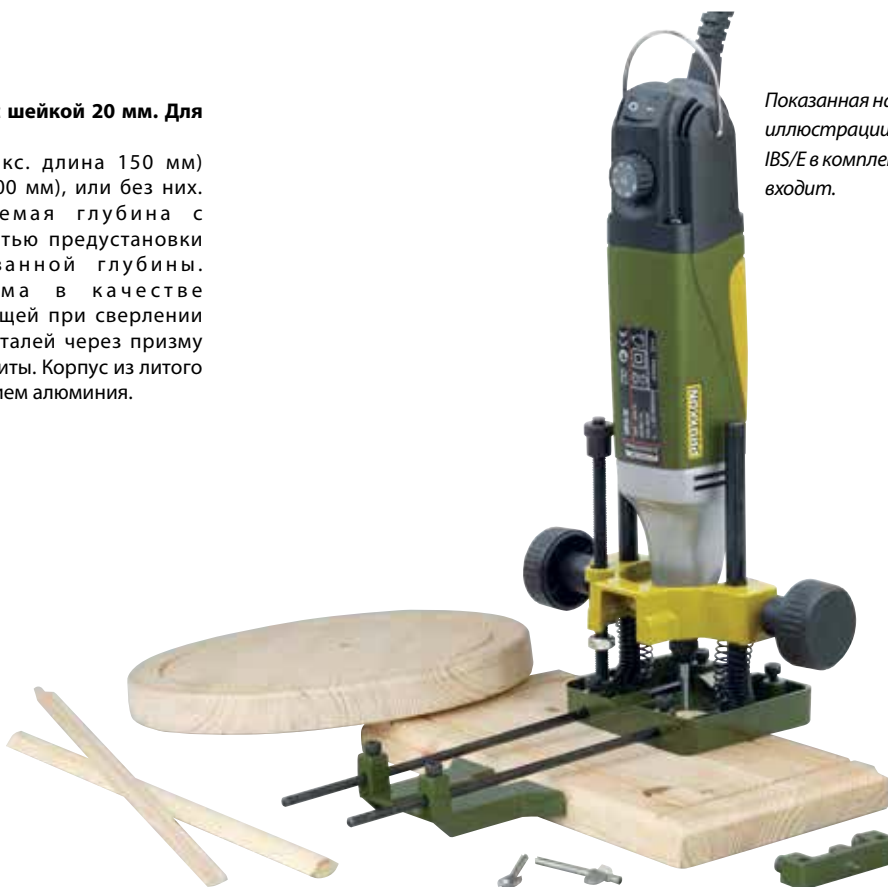 шейкой 20 мм. Для
кс. длина 150 мм)
00 мм), или без них.
емая глубина с
тью предустановки
ванной глубины.
ма в качестве
щей при сверлении
талей через призму
иты. Корпус из литого
ием алюминия.
Показанная на
иллюстрации
IBS/E в комплек
входит.
PROXXON